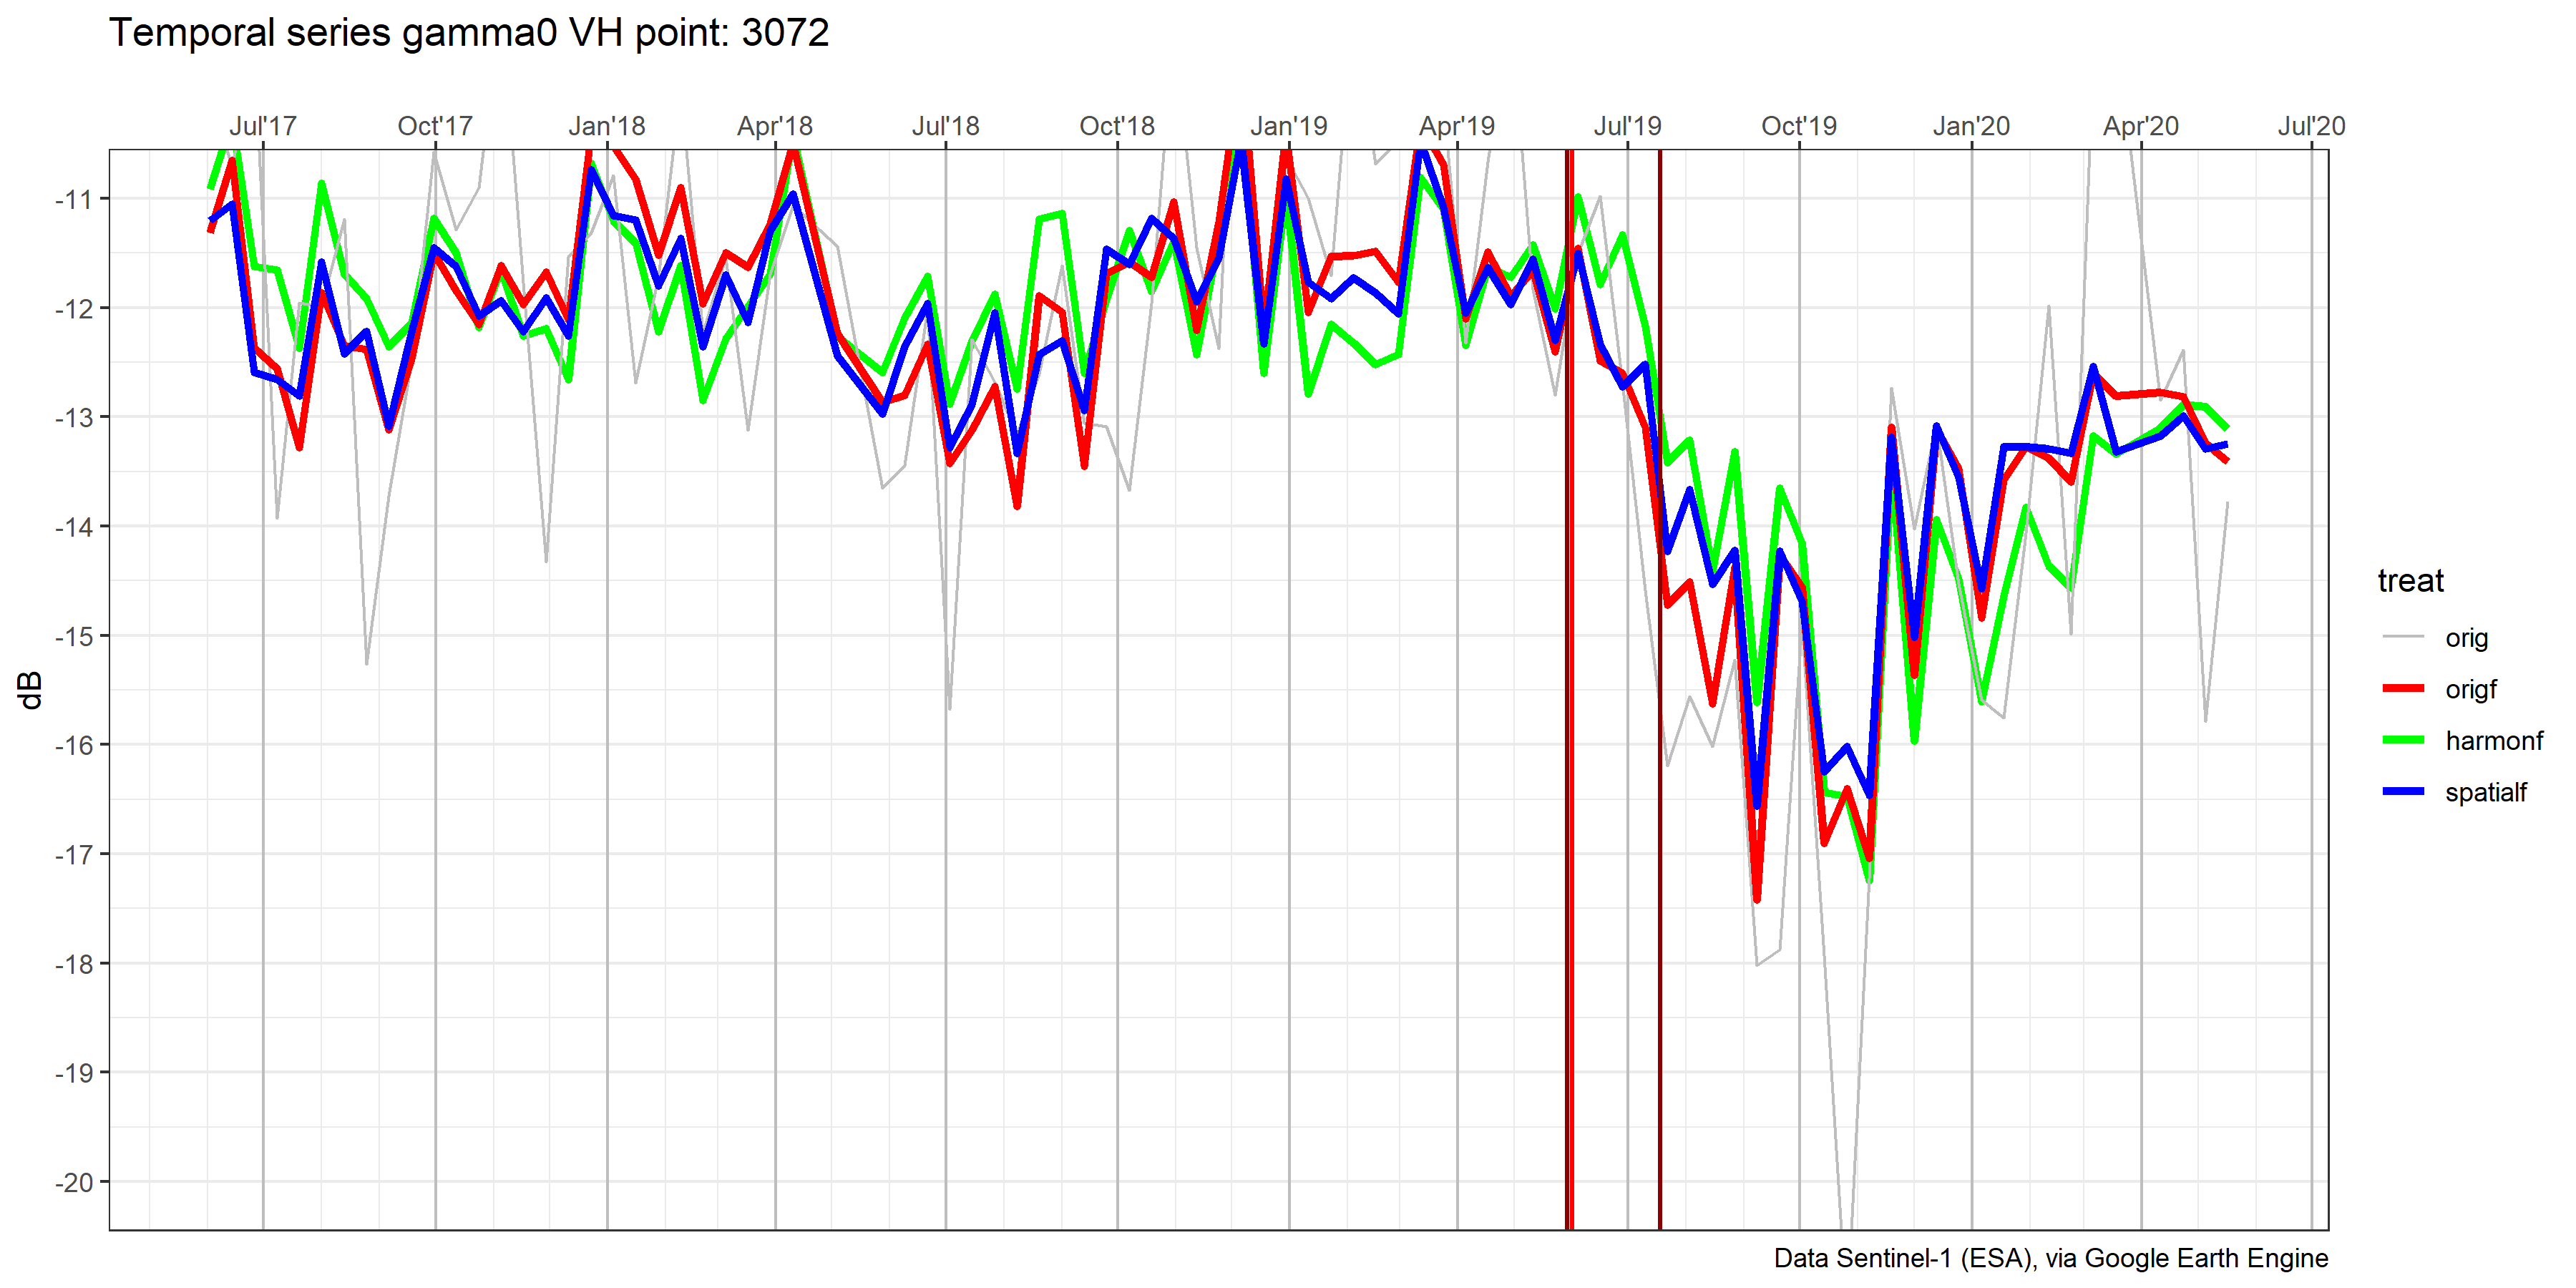 Temporal series gamma0 VH point: 3072
Jul'17 Oct'17 Jan'18 Apr'18 Jul'18 Oct'18 Jan'19 Apr'19 Jul'19 Oct'19 Jan'20 Apr'20 Jul'20
-11
-12
-13
-14
-15
-16
-17
-18
-19
-20
dB
treat
orig
origf
harmonf
spatialf
Data Sentinel-1 (ESA), via Google Earth Engine